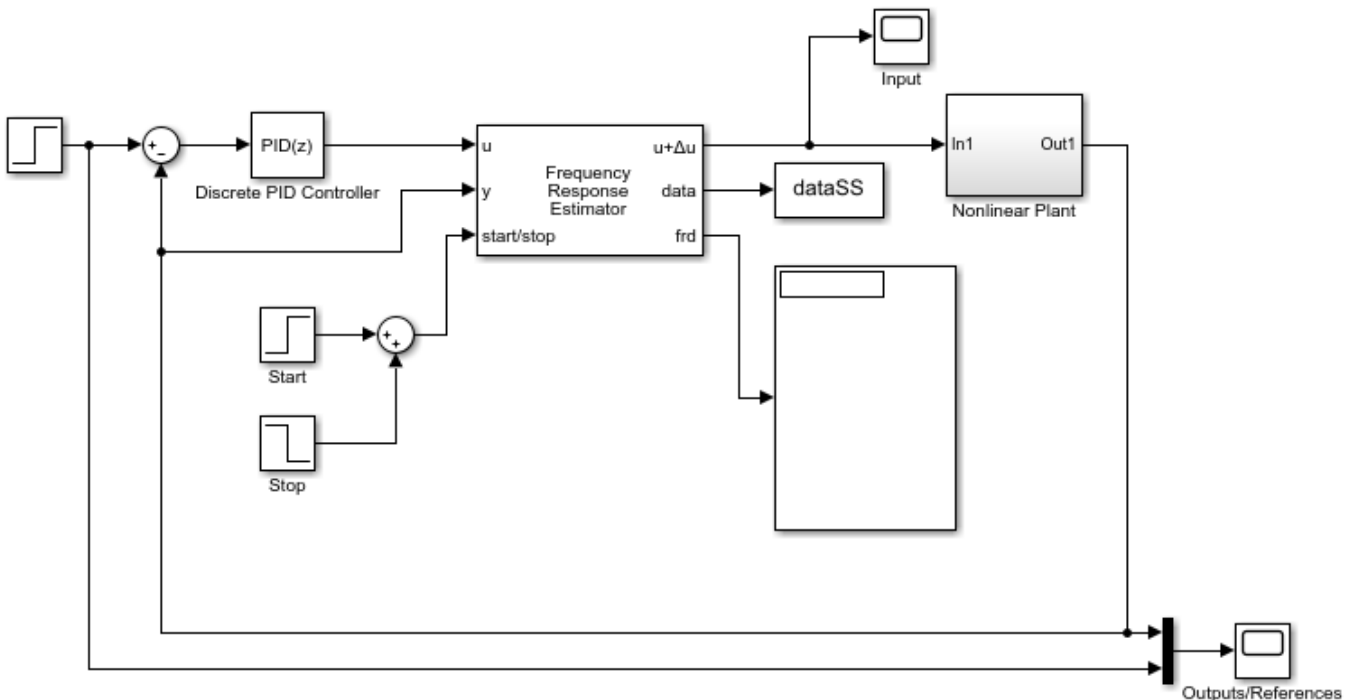 Input
PID(z)
Discrete PID Controller
u
y
start/stop
Frequency
Response
Estimator
u+Δu
data
frd
dataSS
In1
Out1
Nonlinear Plant
Start
Stop
Outputs/References